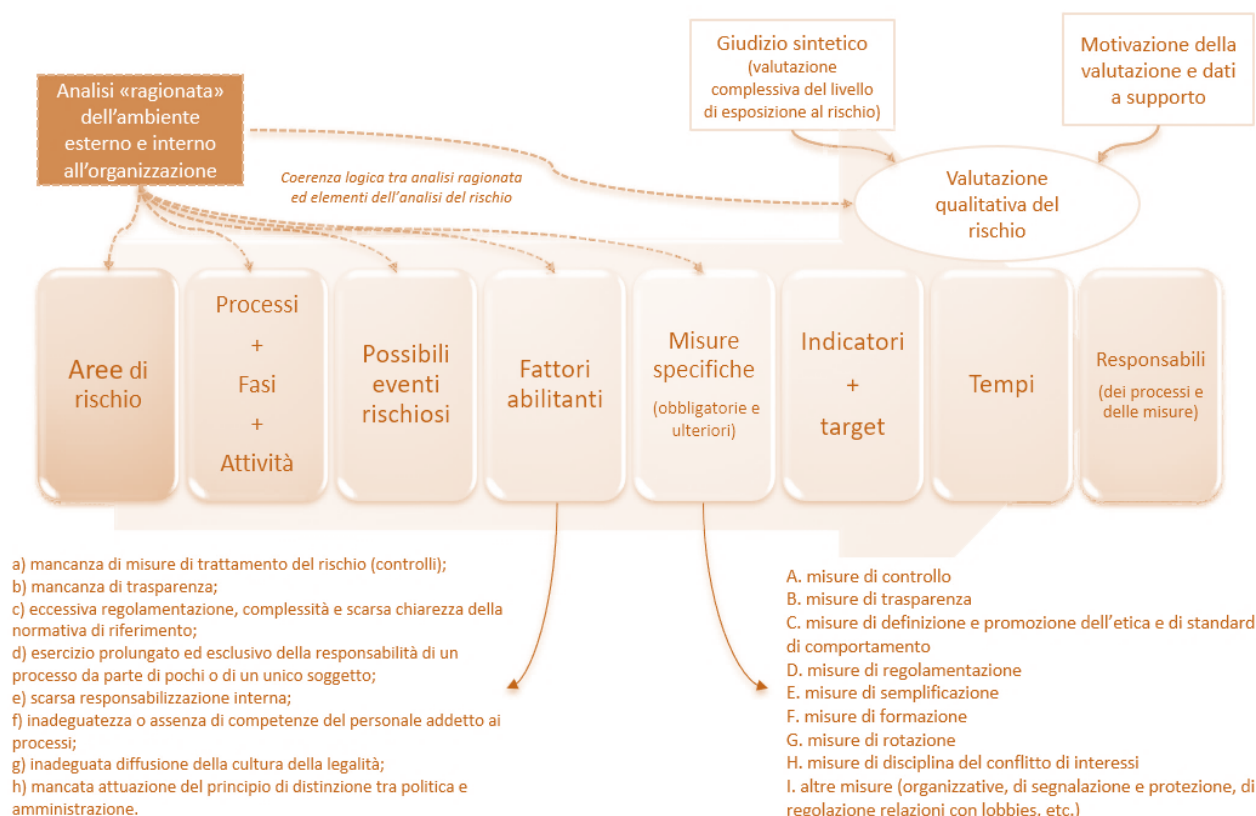 Giudizio sintetico
(valutazione
complessiva del livello
di esposizione al rischio)
Motivazione della
valutazione e dati
a supporto
Analisi «ragionata»
dell’ambiente
esterno e interno
all’organizzazione
Coerenza logica tra analisi ragionata
ed elementi dell’analisi del rischio
Valutazione
qualitativa del
rischio
Aree di
rischio
Processi
+
Fasi
+
Attività
Possibili
eventi
rischiosi
Fattori
abilitanti
Misure
specifiche
(obbligatorie e
ulteriori)
Indicatori
+
target
Tempi
Responsabili
(dei processi e
delle misure)
a) mancanza di misure di trattamento del rischio (controlli);
b) mancanza di trasparenza;
c) eccessiva regolamentazione, complessità e scarsa chiarezza della
normativa di riferimento;
d) esercizio prolungato ed esclusivo della responsabilità di un
processo da parte di pochi o di un unico soggetto;
e) scarsa responsabilizzazione interna;
f) inadeguatezza o assenza di competenze del personale addetto ai
processi;
g) inadeguata diffusione della cultura della legalità;
h) mancata attuazione del principio di distinzione tra politica e
amministrazione.
A. misure di controllo
B. misure di trasparenza
C. misure di definizione e promozione dell’etica e di standard
di comportamento
D. misure di regolamentazione
E. misure di semplificazione
F. misure di formazione
G. misure di rotazione
H. misure di disciplina del conflitto di interessi
I. altre misure (organizzative, di segnalazione e protezione, di
regolazione relazioni con lobbies, etc.)